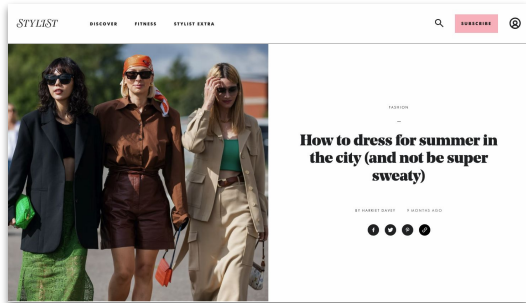 STYLIST
DISCOVER FITNESS STYLIST EXTRA
SUBSCRIBE
FASHION
How to dress for summer in
the city (and not be super
sweaty)
BY HARRIET DAVEY 9 MONTHS AGO